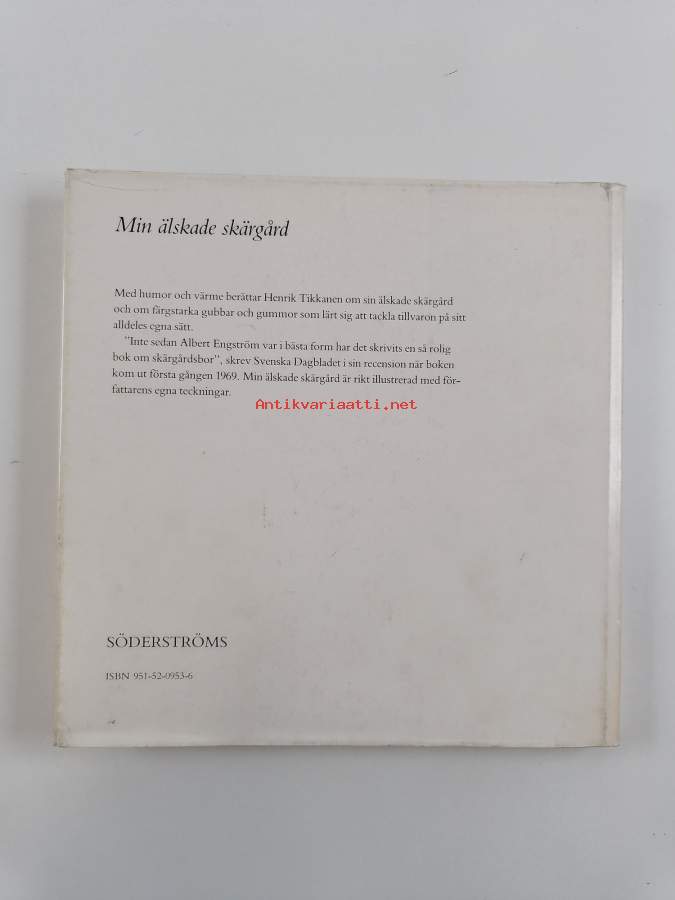 Min älskade skärgård
Med humor och värme berättar Henrik Tikkanen om sin älskade skärgård
och om färgstarka gubbar och gummor som lärt sig att tackla tillvaron på sitt
alldeles egna sätt.
"Inte sedan Albert Engström var i bästa form har det skrivits en så rolig
bok om skärgårdsbor", skrev Svenska Dagbladet i sin recension när boken
kom ut första gången 1969. Min älskade skärgård är rikt illustrerad med för-
fattarens egna teckningar.
Antikvariaatti.net
SÖDERSTRÖMS
ISBN 951-52-0953-6